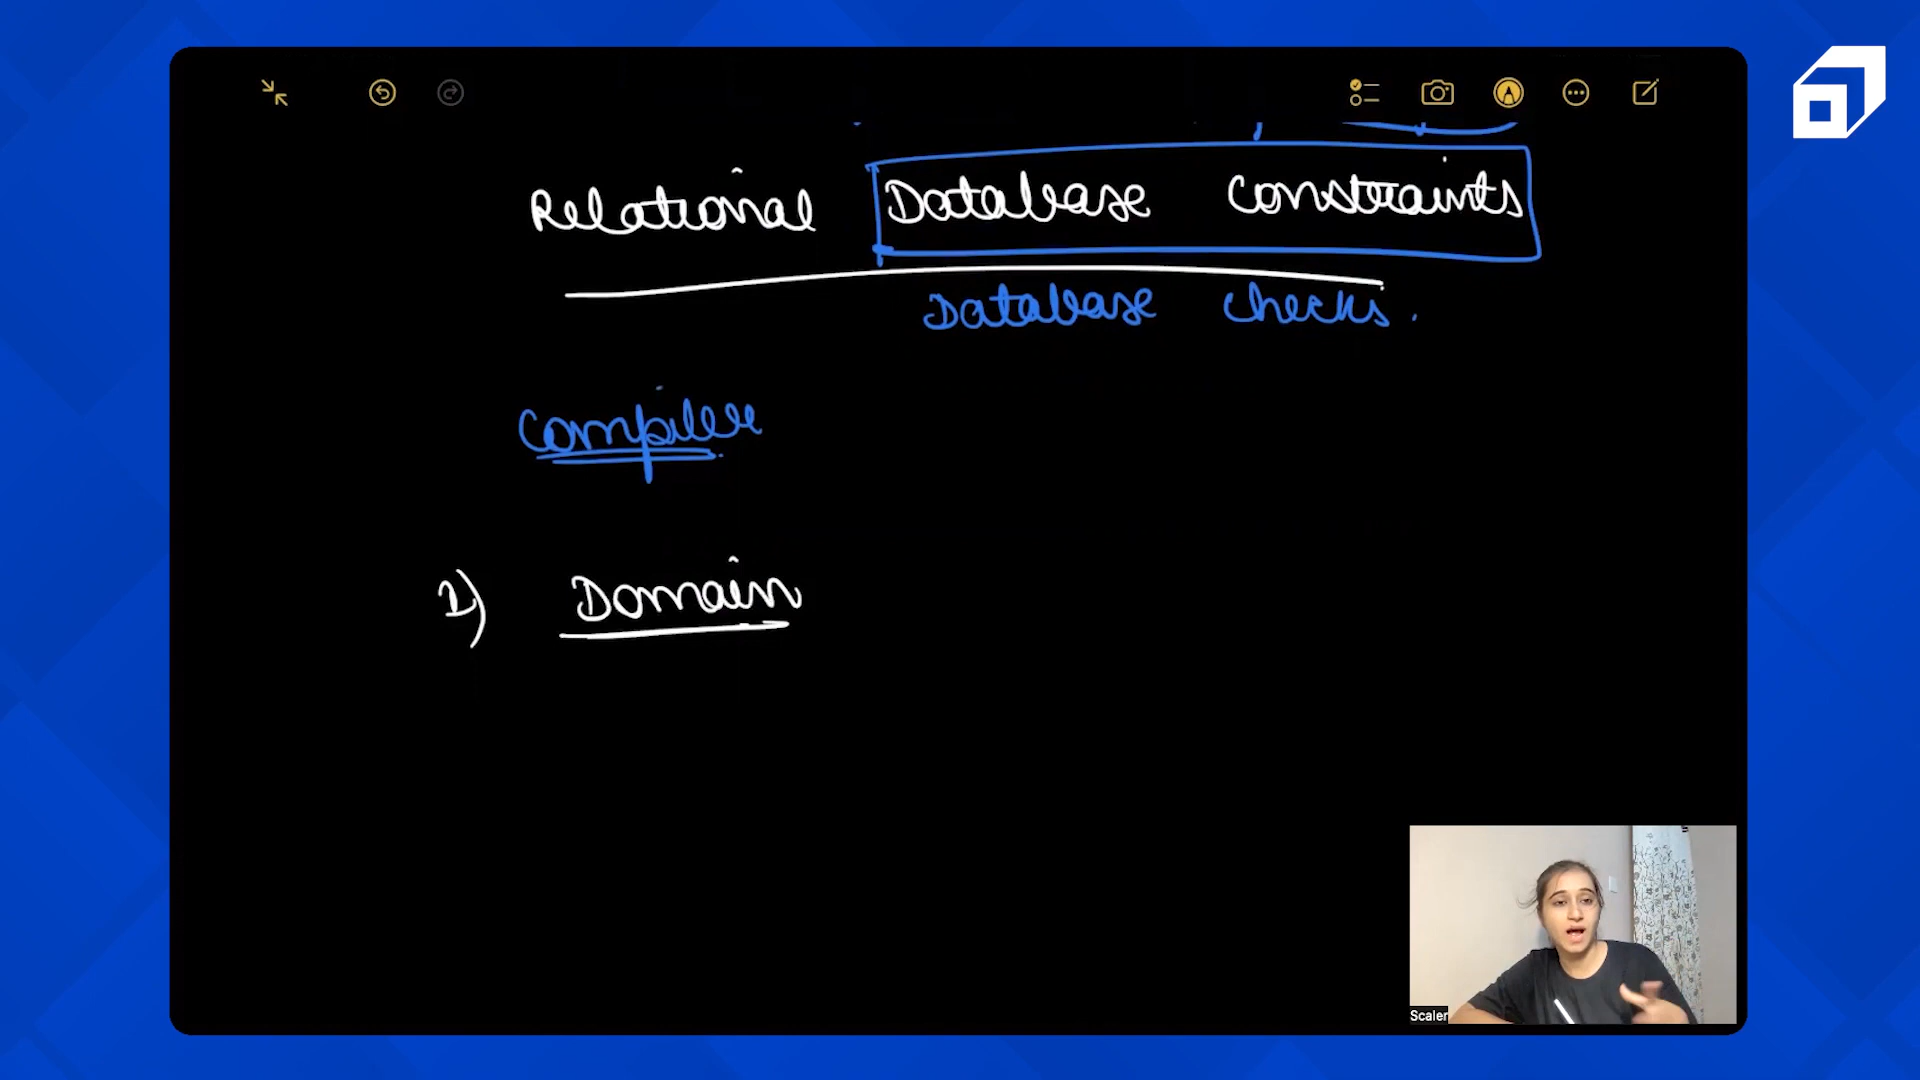 Relational Database Constraints
Database Checks.
Compiler
1) Domain
Scaler